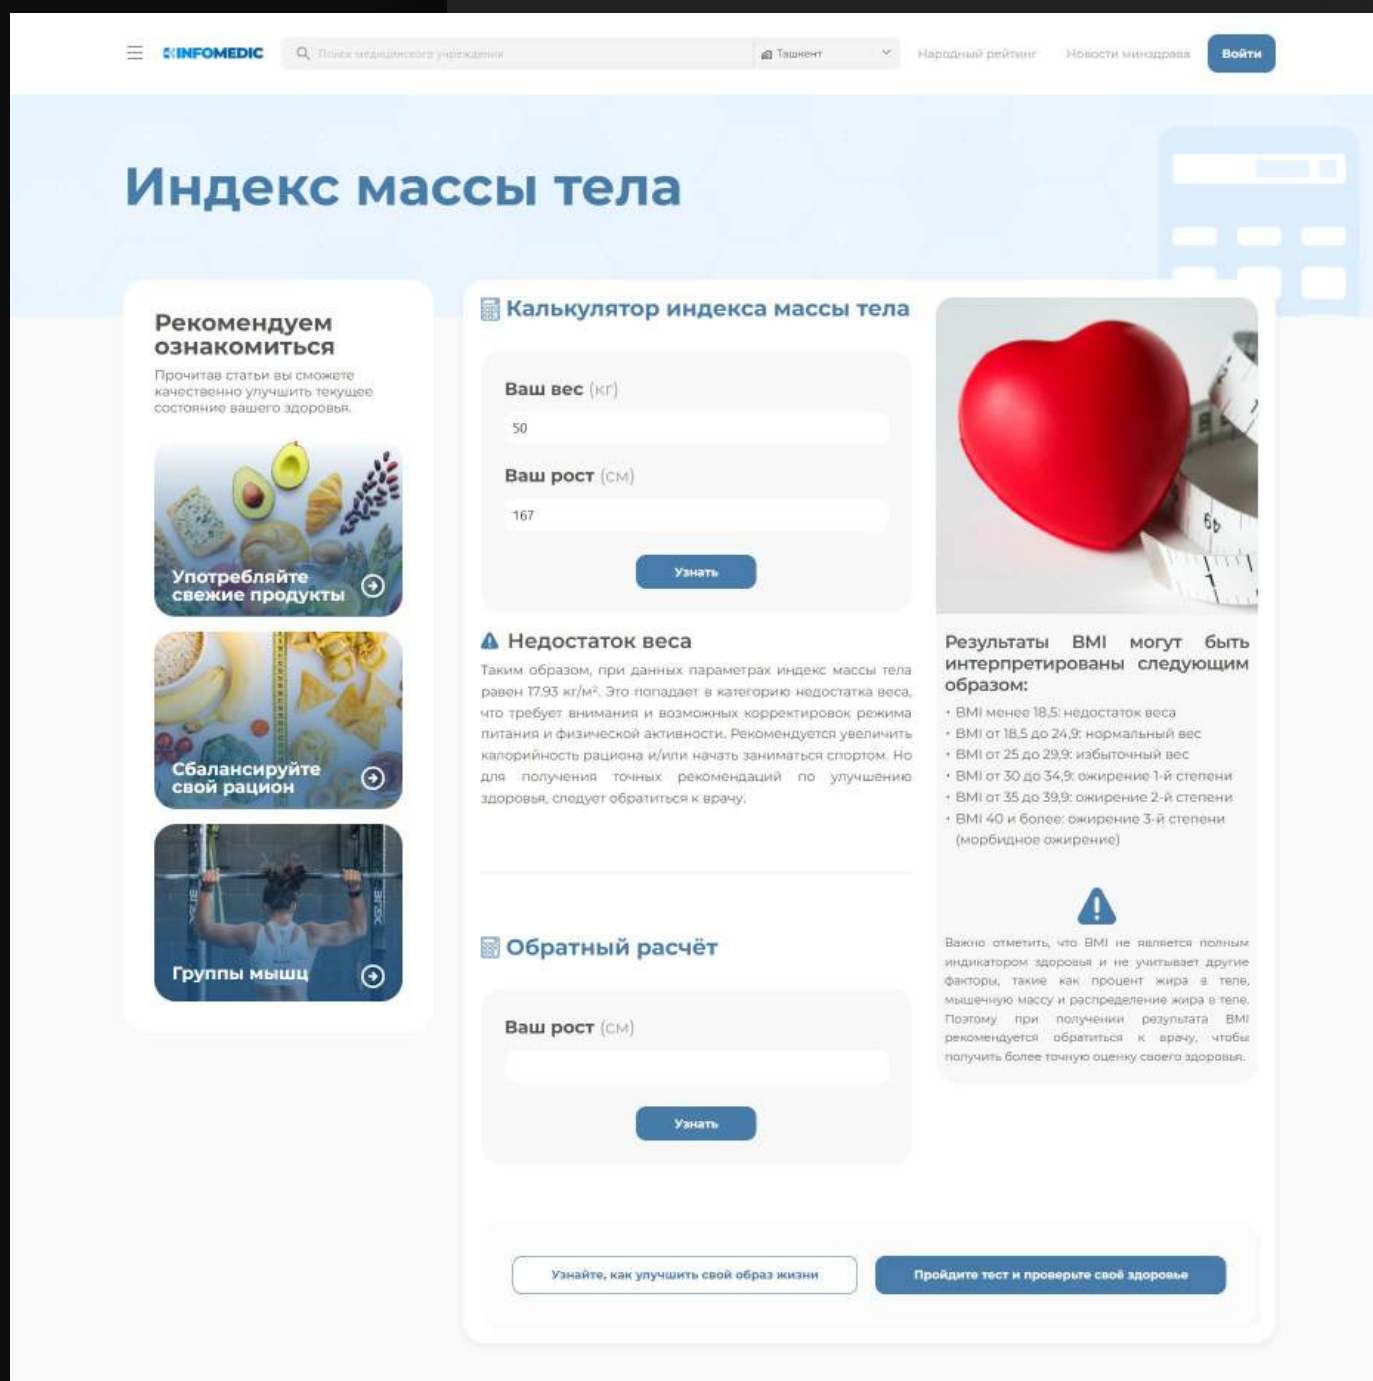 INFOMEDIC
Поиск медицинского учреждения
Ташкент
Народный рейтинг
Новости минздрава
Войти
Индекс массы тела
Рекомендуем
ознакомиться
Прочитав статьи вы сможете
качественно улучшить текущее
состояние вашего здоровья.
Употребляйте
свежие продукты
Сбалансируйте
свой рацион
Группы мышц
Калькулятор индекса массы тела
Ваш вес (кг)
50
Ваш рост (см)
167
Узнать
Недостаток веса
Таким образом, при данных параметрах индекс массы тела
равен 17.93 кг/м². Это попадает в категорию недостатка веса,
что требует внимания и возможных корректировок режима
питания и физической активности. Рекомендуется увеличить
калорийность рациона и/или начать заниматься спортом. Но
для получения точных рекомендаций по улучшению
здоровья, следует обратиться к врачу.
Обратный расчёт
Ваш рост (см)
Узнать
Результаты BMI могут быть
интерпретированы следующим
образом:
• BMI менее 18,5: недостаток веса
• BMI от 18,5 до 24,9: нормальный вес
• BMI от 25 до 29,9: избыточный вес
• BMI от 30 до 34,9: ожирение 1-й степени
• BMI от 35 до 39,9: ожирение 2-й степени
• BMI 40 и более: ожирение 3-й степени
(морбидное ожирение)
Важно отметить, что BMI не является полным
индикатором здоровья и не учитывает другие
факторы, такие как процент жира в теле,
мышечную массу и распределение жира в теле.
Поэтому при получении результата BMI
рекомендуется обратиться к врачу, чтобы
получить более точную оценку своего здоровья.
Узнайте, как улучшить свой образ жизни
Пройдите тест и проверьте своё здоровье